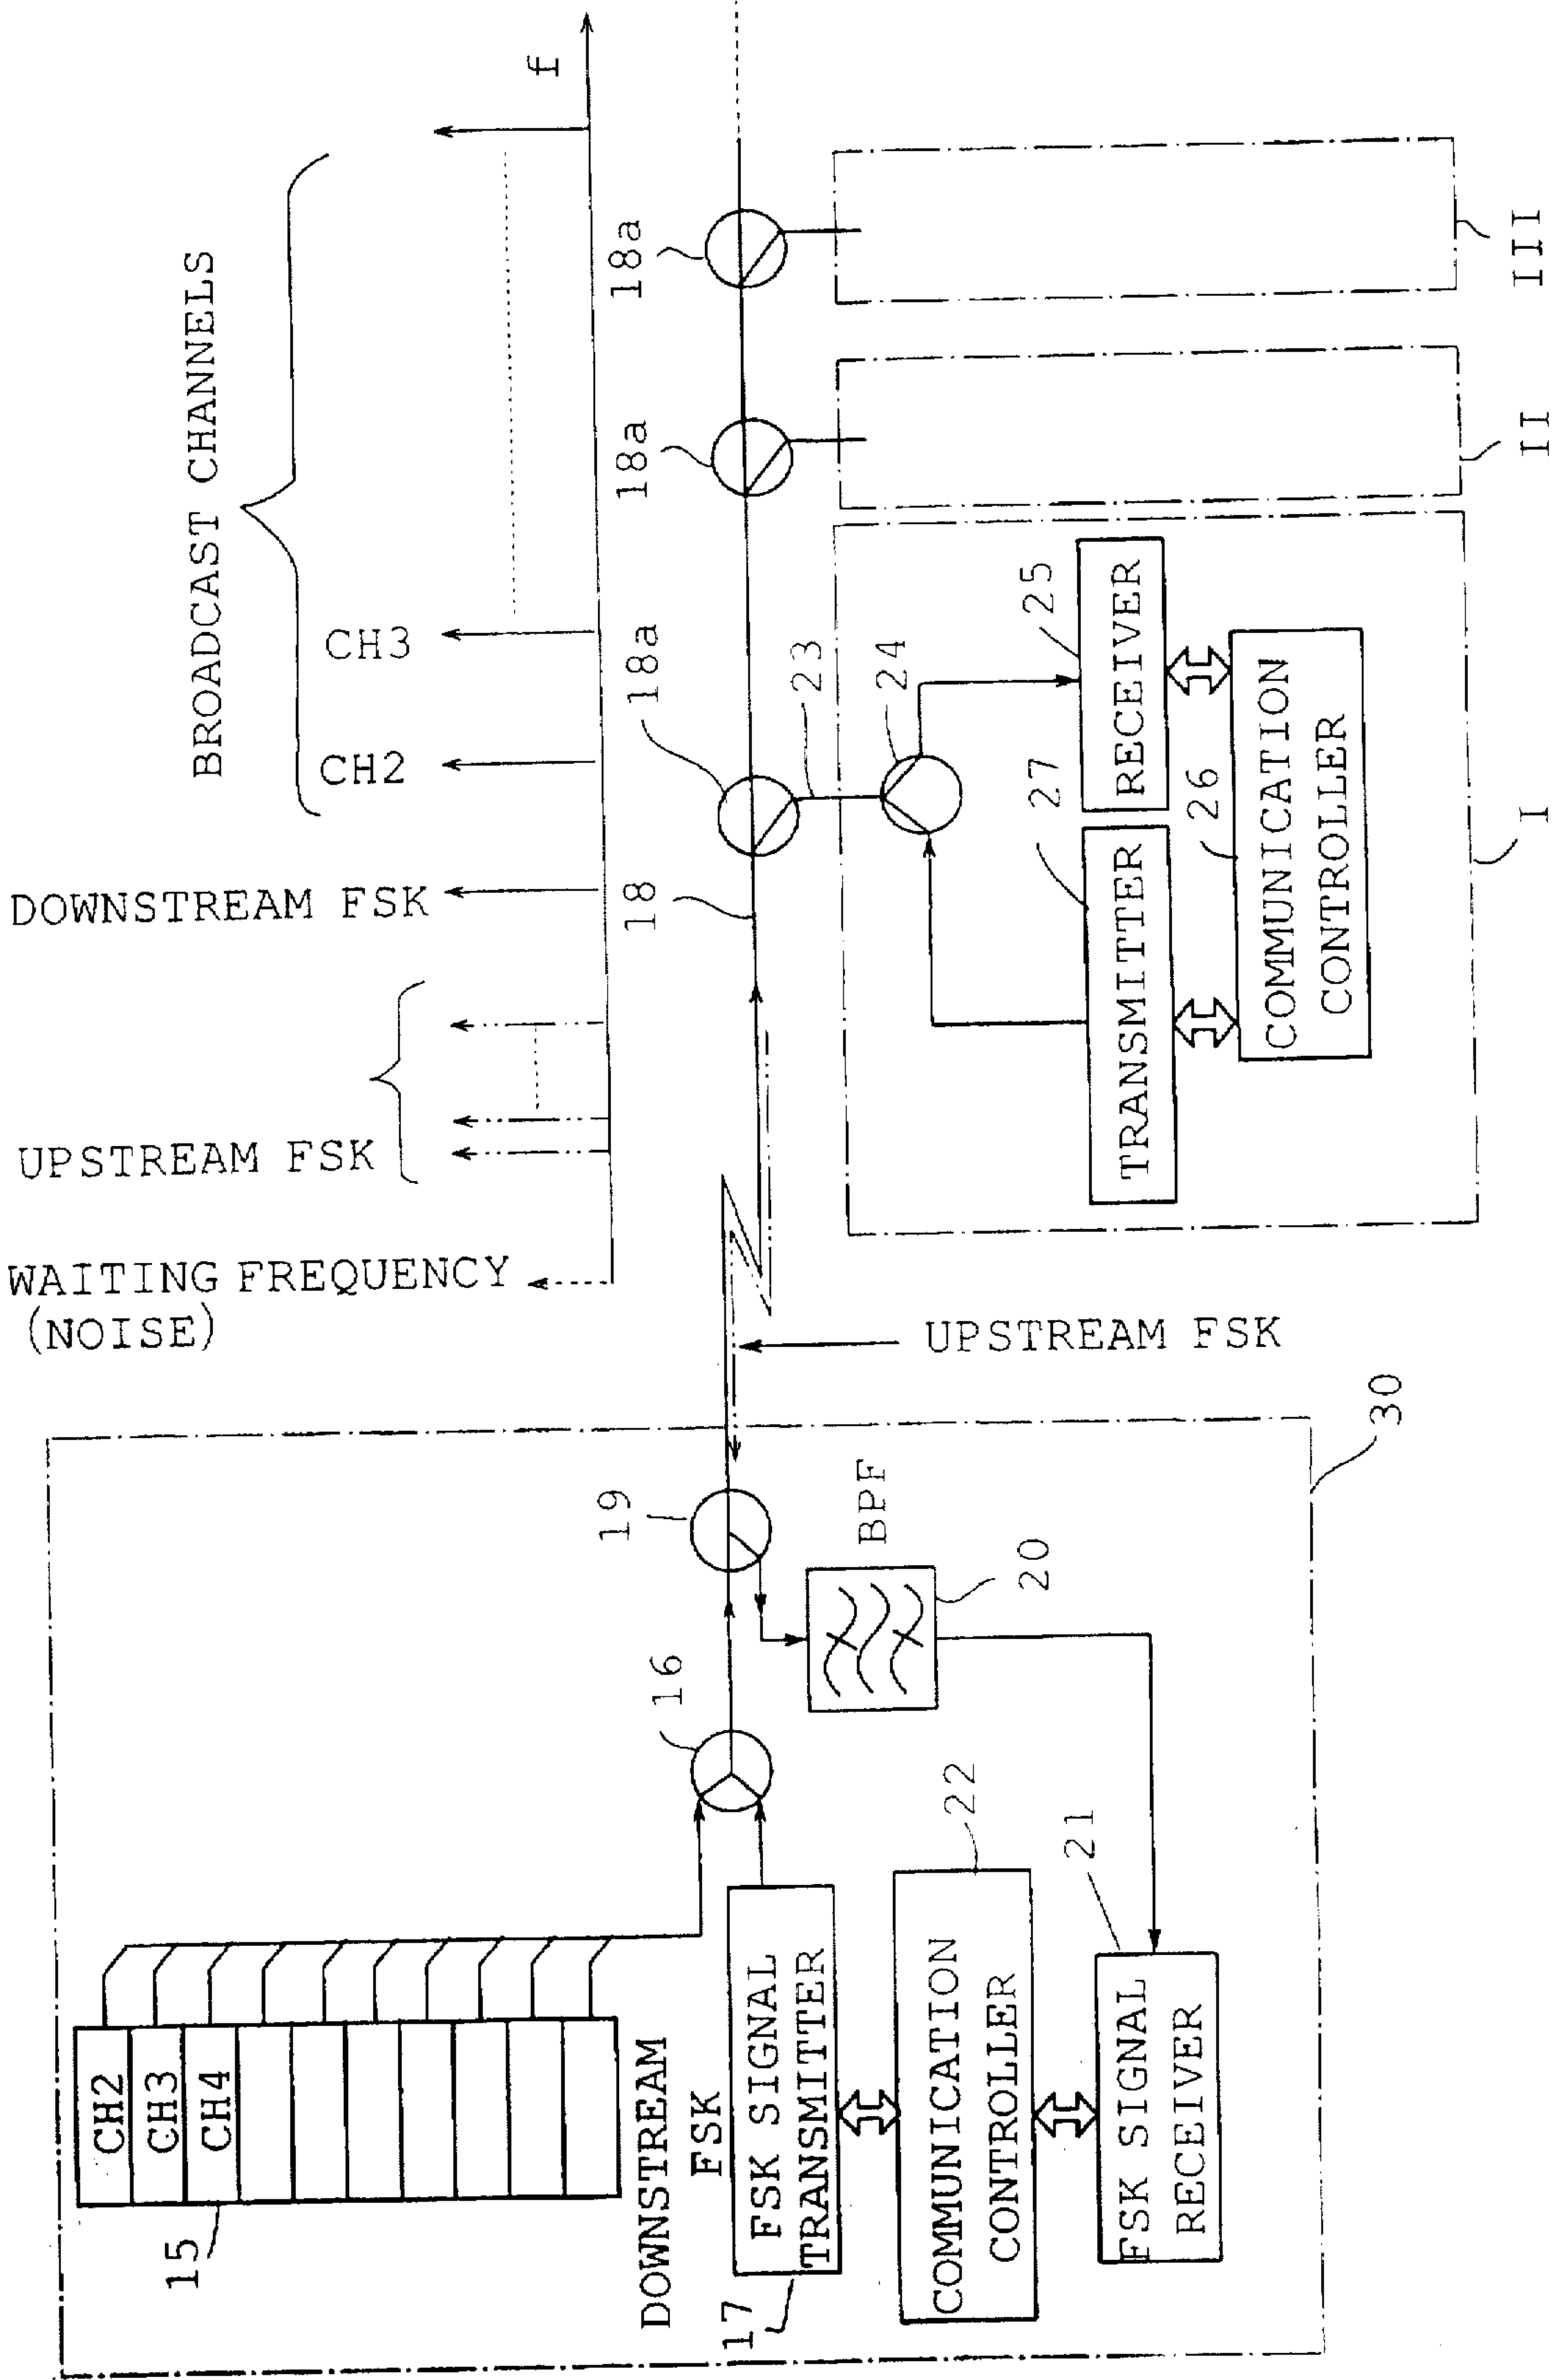 BROADCAST CHANNELS
f
CH3
CH2
DOWNSTREAM FSK
UPSTREAM FSK
WAITING FREQUENCY
(NOISE)
18
18a
18a
18a
UPSTREAM FSK
CH2
CH3
CH4
15
DOWNSTREAM
FSK
FSK SIGNAL
TRANSMITTER
17
16
19
BPF
20
COMMUNICATION
CONTROLLER
22
FSK SIGNAL
RECEIVER
21
30
23
24
TRANSMITTER
27
RECEIVER
25
COMMUNICATION
CONTROLLER
26
I
II
III